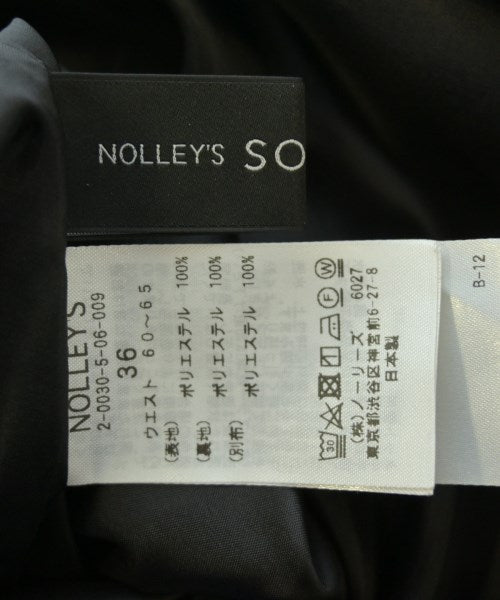 NOLLEY'S SO
NOLLEY'S
2-0030-5-06-009
36
ウエスト 60～65
(表地) ポリエステル 100%
(裏地) ポリエステル 100%
(別布) ポリエステル 100%
30 F W
(株)ノーリーズ 6027
東京都渋谷区神宮前6-27-8
日本製
B-12